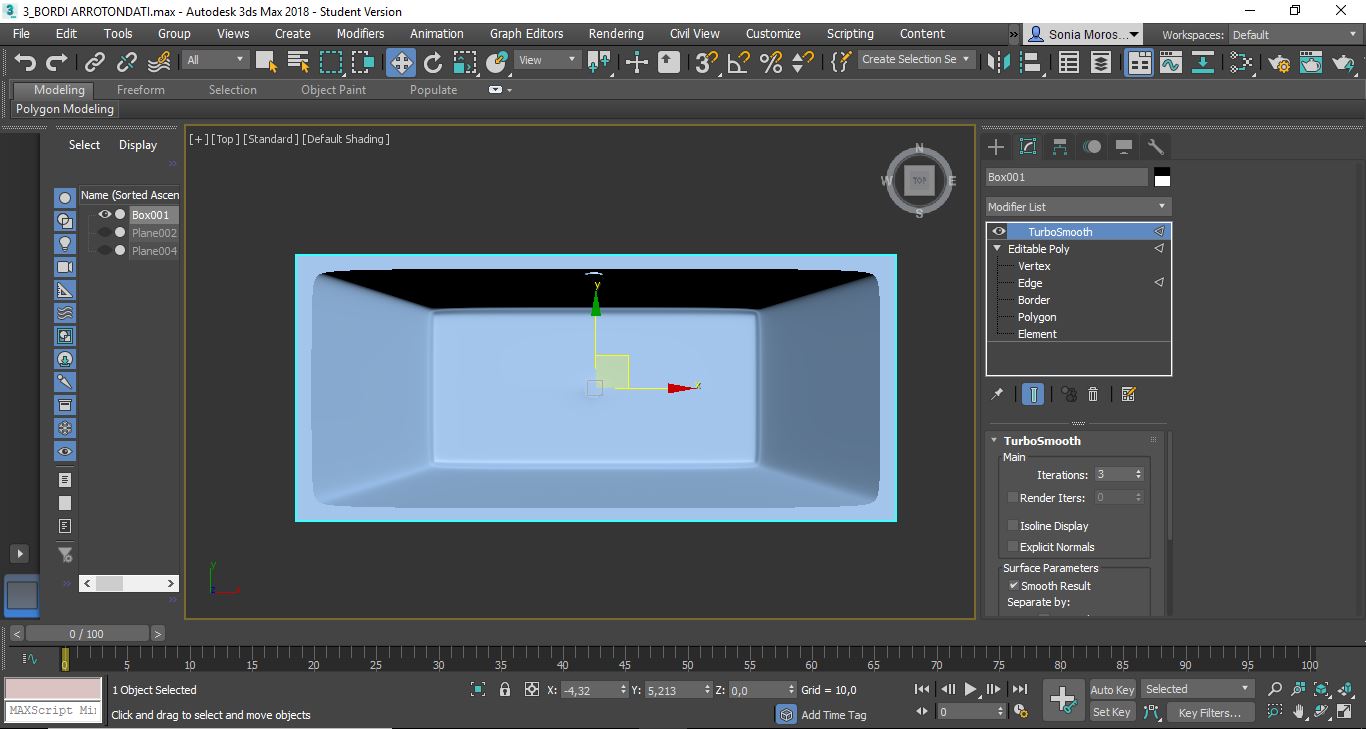 3_BORDI ARROTONDATI.max - Autodesk 3ds Max 2018 - Student Version
File Edit Tools Group Views Create Modifiers Animation Graph Editors Rendering Civil View Customize Scripting Content Sonia Moros... Workspaces: Default
All View Create Selection Se
Modeling Freeform Selection Object Paint Populate
Polygon Modeling
Select Display
Name (Sorted Ascen
Box001
Plane002
Plane004
[+] [Top] [Standard] [Default Shading]
N
W TOP E
S
y
x
y
Box001
Modifier List
TurboSmooth
Editable Poly
Vertex
Edge
Border
Polygon
Element
TurboSmooth
Main
Iterations: 3
Render Iters: 0
Isoline Display
Explicit Normals
Surface Parameters
Smooth Result
Separate by:
0 / 100
0 5 10 15 20 25 30 35 40 45 50 55 60 65 70 75 80 85 90 95 100
1 Object Selected X: -4,32 Y: 5,213 Z: 0,0 Grid = 10,0 Auto Key Selected
MAXScript Mi
Click and drag to select and move objects Add Time Tag 0 Set Key Key Filters...